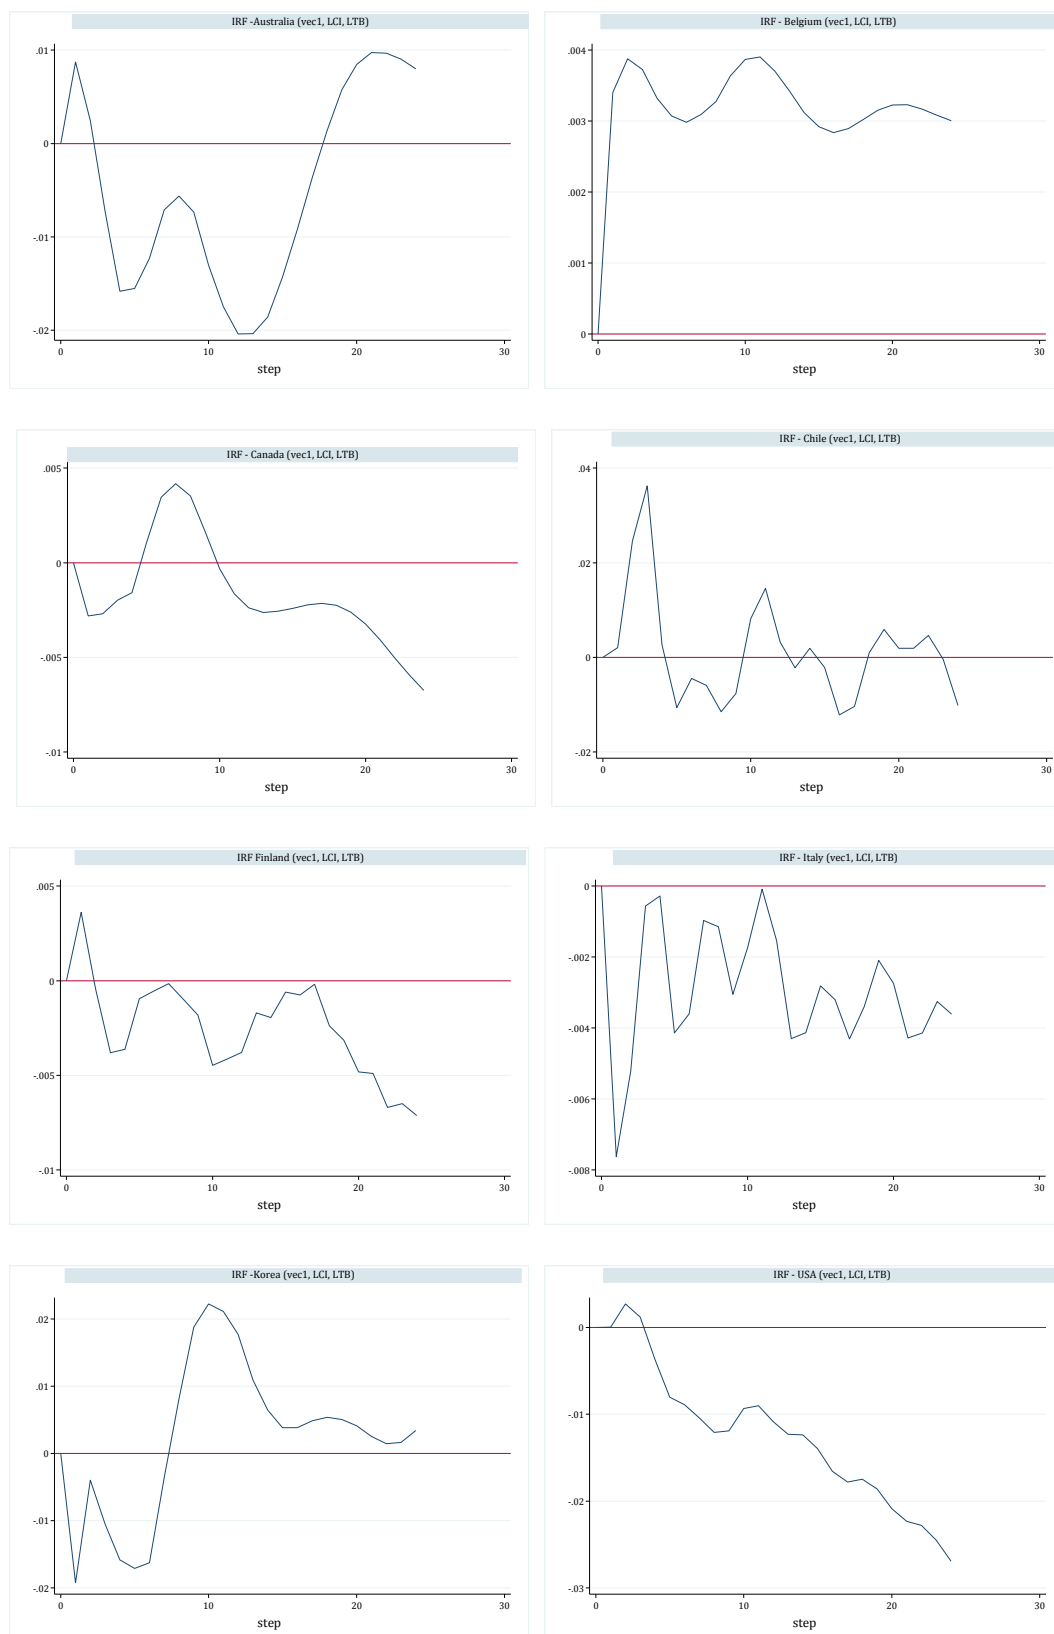 IRF -Australia (vec1, LCI, LTB)
.01
0
-.01
-.02
0 10 20 30
step
IRF - Belgium (vec1, LCI, LTB)
.004
.003
.002
.001
0
0 10 20 30
step
IRF - Canada (vec1, LCI, LTB)
.005
0
-.005
-.01
0 10 20 30
step
IRF - Chile (vec1, LCI, LTB)
.04
.02
0
-.02
0 10 20 30
step
IRF Finland (vec1, LCI, LTB)
.005
0
-.005
-.01
0 10 20 30
step
IRF - Italy (vec1, LCI, LTB)
0
-.002
-.004
-.006
-.008
0 10 20 30
step
IRF -Korea (vec1, LCI, LTB)
.02
.01
0
-.01
-.02
0 10 20 30
step
IRF - USA (vec1, LCI, LTB)
0
-.01
-.02
-.03
0 10 20 30
step